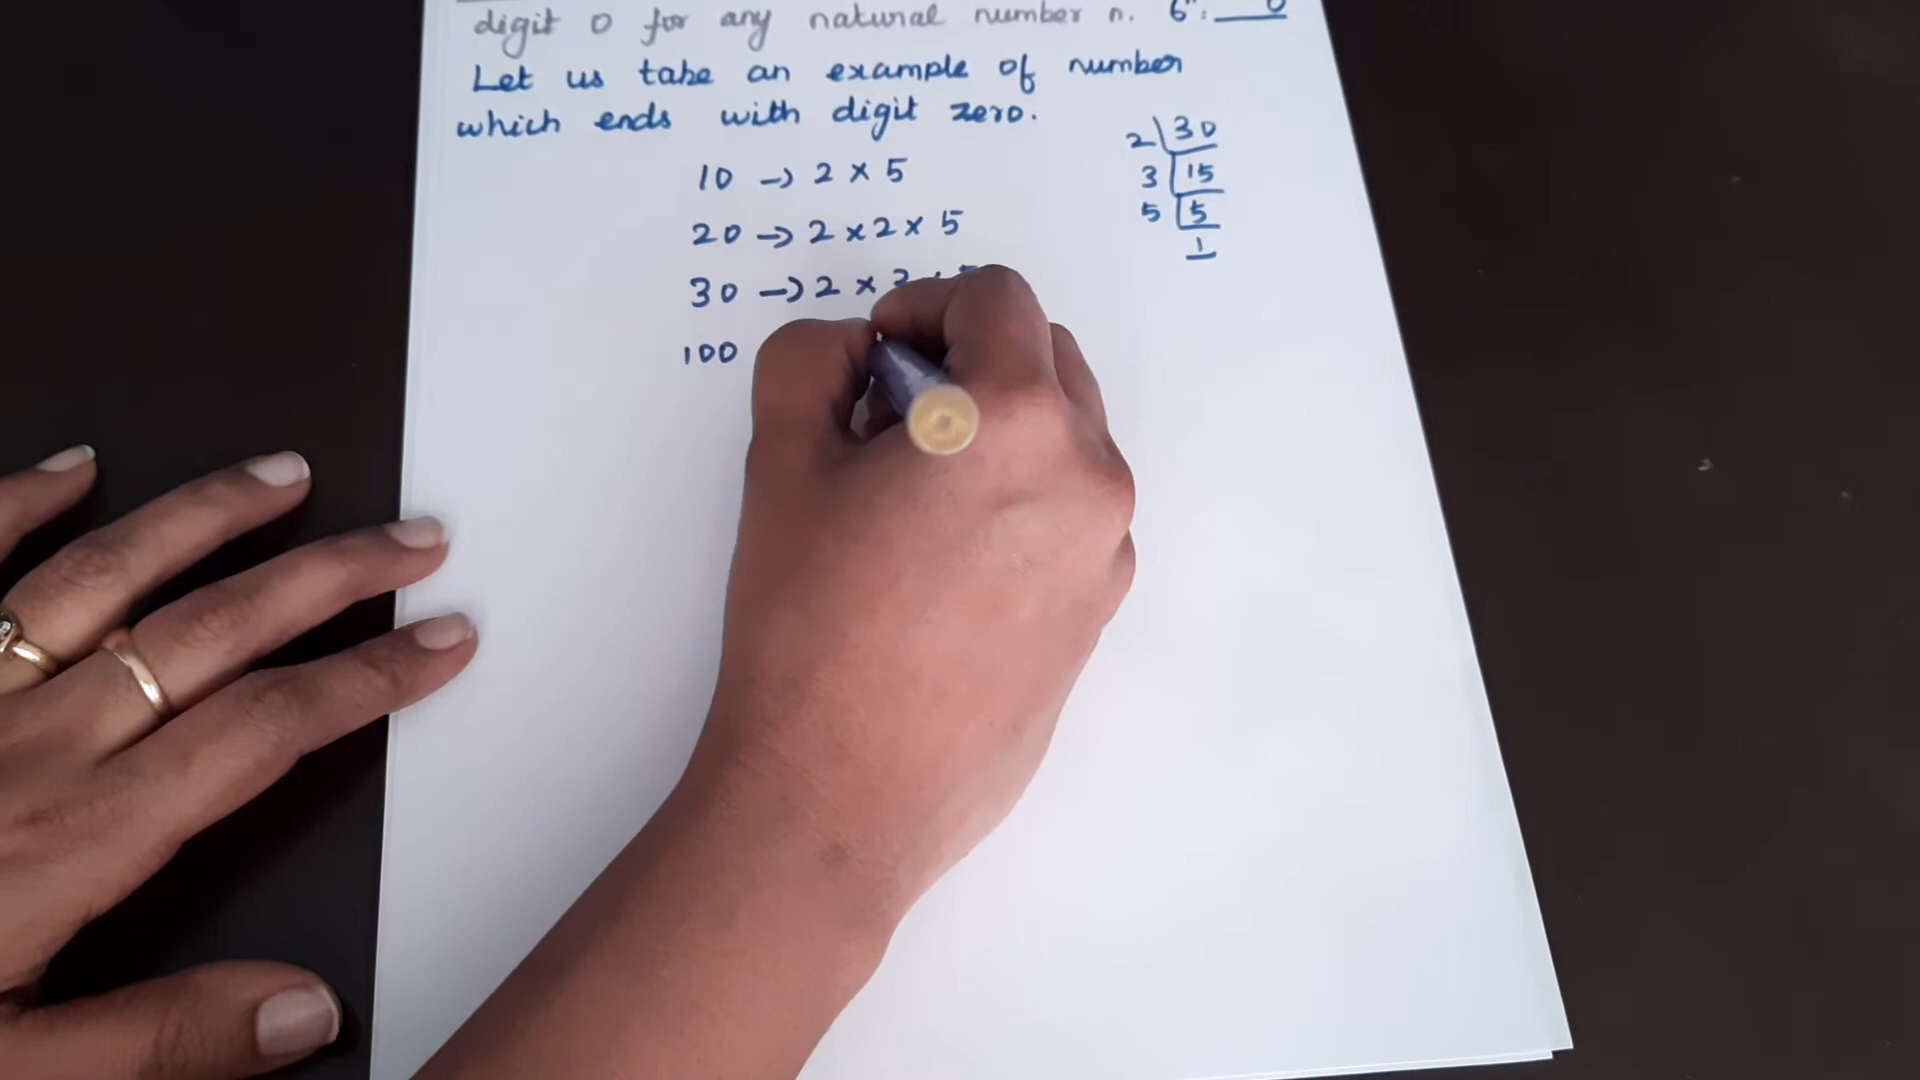 digit 0 for any natural number n. 6ⁿ: 0
Let us take an example of number
which ends with digit zero.
10 → 2 × 5
20 → 2 × 2 × 5
30 → 2 × 3 × 5
100
2 30
3 15
5 5
1